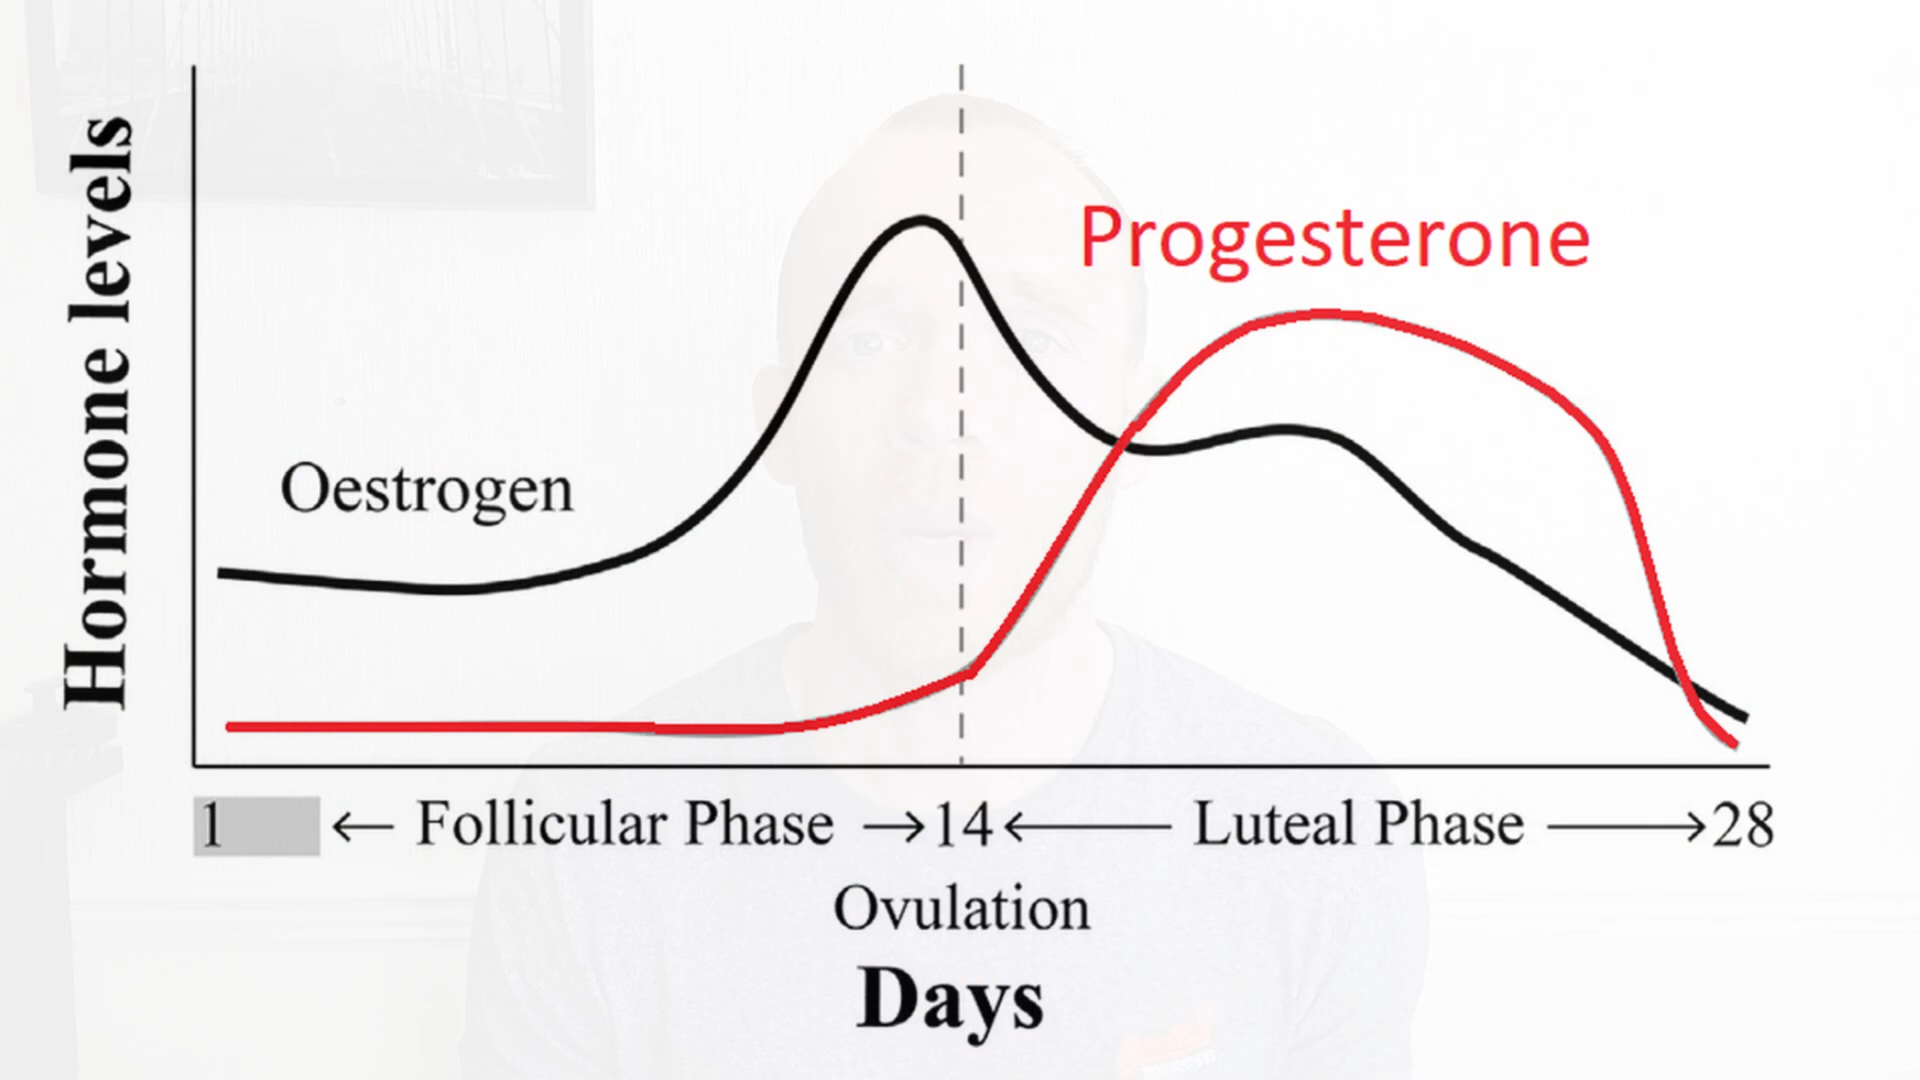 Hormone levels
Progesterone
Oestrogen
1 ← Follicular Phase → 14 ← Luteal Phase → 28
Ovulation
Days